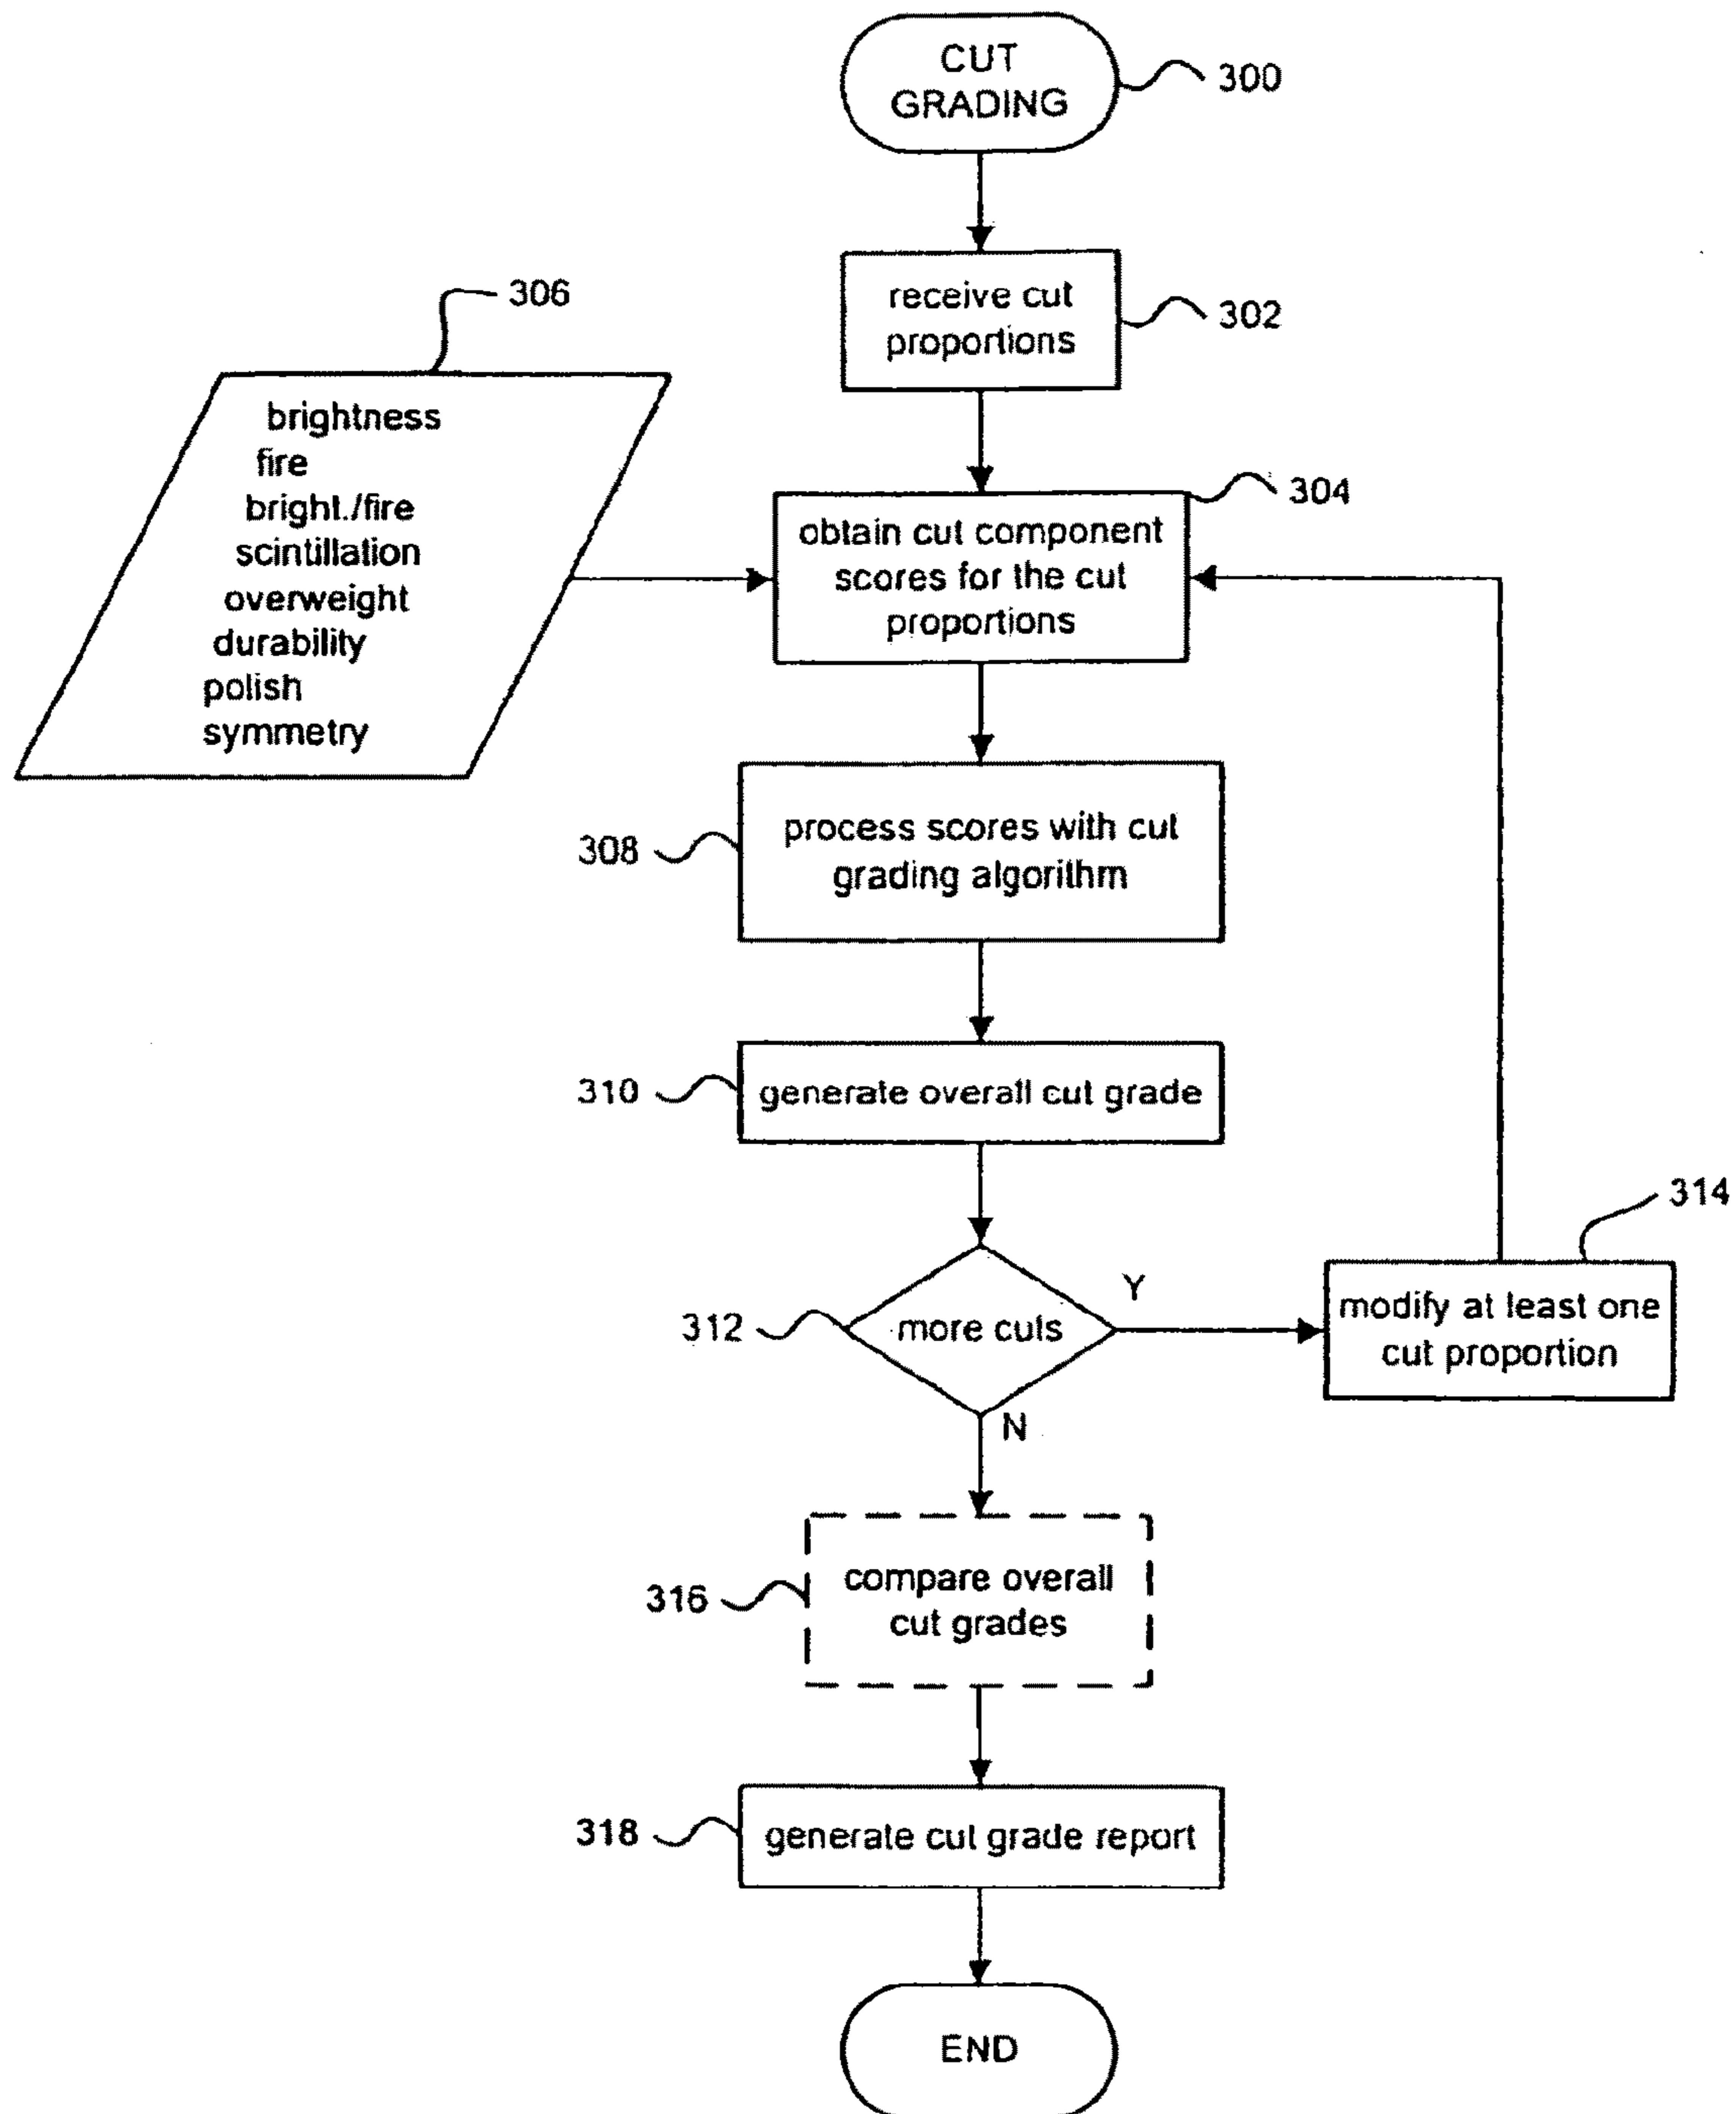 CUT
GRADING
300
receive cut
proportions
302
306
brightness
fire
bright./fire
scintillation
overweight
durability
polish
symmetry
304
obtain cut component
scores for the cut
proportions
308
process scores with cut
grading algorithm
310
generate overall cut grade
312
more cuts
Y
N
314
modify at least one
cut proportion
316
compare overall
cut grades
318
generate cut grade report
END